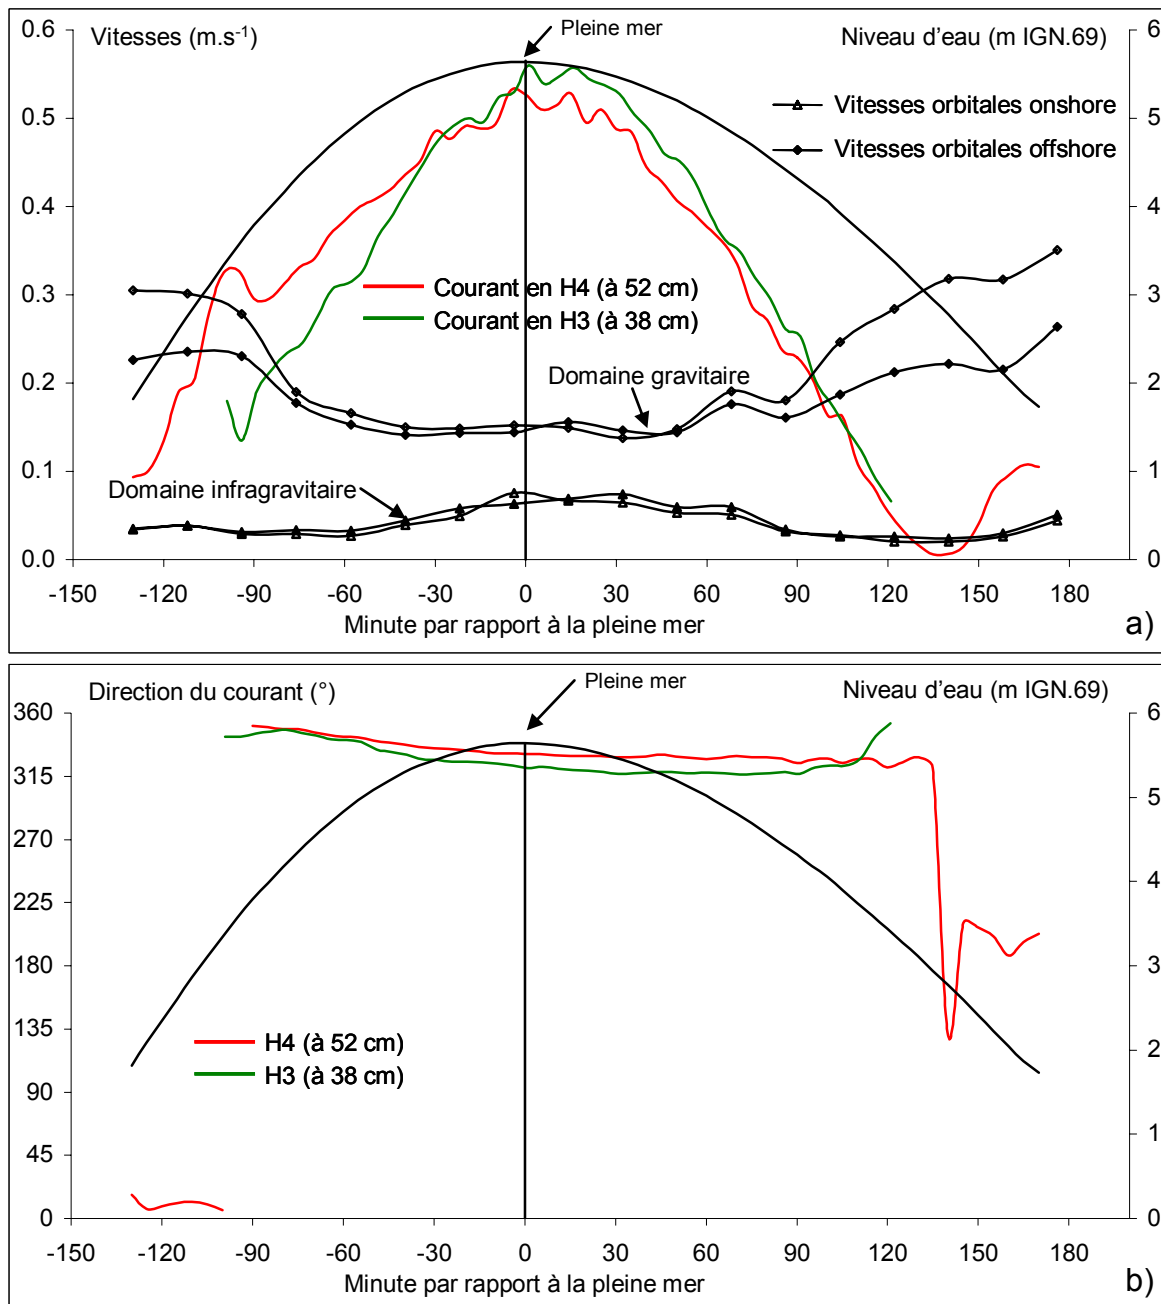 Vitesses (m.s-1)
Pleine mer
Niveau d'eau (m IGN.69)
0.6
0.5
0.4
0.3
0.2
0.1
0.0
6
5
4
3
2
1
0
Vitesses orbitales onshore
Vitesses orbitales offshore
Courant en H4 (à 52 cm)
Courant en H3 (à 38 cm)
Domaine gravitaire
Domaine infragravitaire
-150 -120 -90 -60 -30 0 30 60 90 120 150 180
Minute par rapport à la pleine mer
a)
Direction du courant (°)
Pleine mer
Niveau d'eau (m IGN.69)
360
315
270
225
180
135
90
45
0
6
5
4
3
2
1
0
H4 (à 52 cm)
H3 (à 38 cm)
-150 -120 -90 -60 -30 0 30 60 90 120 150 180
Minute par rapport à la pleine mer
b)